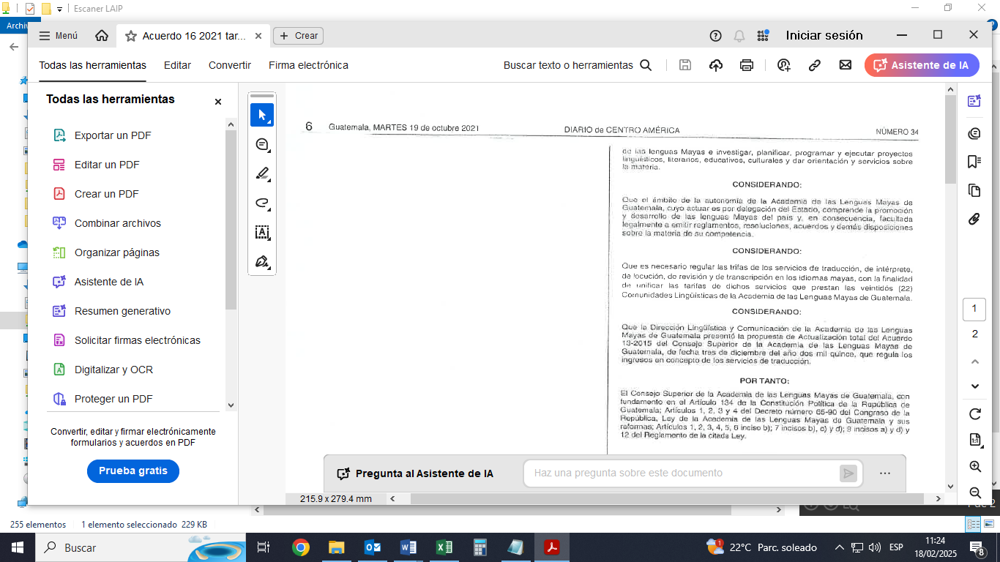 Escaner LAIP
Archiv
Menú
Acuerdo 16 2021 tar...
Crear
Iniciar sesión
Todas las herramientas
Editar
Convertir
Firma electrónica
Buscar texto o herramientas
Asistente de IA
Todas las herramientas
Exportar un PDF
Editar un PDF
Crear un PDF
Combinar archivos
Organizar páginas
Asistente de IA
Resumen generativo
Solicitar firmas electrónicas
Digitalizar y OCR
Proteger un PDF
Convertir, editar y firmar electrónicamente
formularios y acuerdos en PDF
Prueba gratis
6 Guatemala, MARTES 19 de octubre 2021 DIARIO de CENTRO AMÉRICA NÚMERO 34
de las lenguas Mayas e investigar, planificar, programar y ejecutar proyectos
lingüísticos, literarios, educativos, culturales y dar orientación y servicios sobre
la materia.
CONSIDERANDO:
Que el ámbito de la autonomía de la Academia de las Lenguas Mayas de
Guatemala, cuyo actuar es por delegación del Estado, comprende la promoción
y desarrollo de las lenguas Mayas del país y, en consecuencia, facultada
legalmente a emitir reglamentos, resoluciones, acuerdos y demás disposiciones
sobre la materia de su competencia.
CONSIDERANDO:
Que es necesario regular las trifas de los servicios de traducción, de intérprete,
de locución, de revisión y de transcripción en los idiomas mayas, con la finalidad
de unificar las tarifas de dichos servicios que prestan las veintidós (22)
Comunidades Lingüísticas de la Academia de las Lenguas Mayas de Guatemala.
CONSIDERANDO:
Que la Dirección Lingüística y Comunicación de la Academia de las Lenguas
Mayas de Guatemala presentó la propuesta de Actualización total del Acuerdo
13-2015 del Consejo Superior de la Academia de las Lenguas Mayas de
Guatemala, de fecha tres de diciembre del año dos mil quince, que regula los
ingresos en concepto de los servicios de traducción.
POR TANTO:
El Consejo Superior de la Academia de las Lenguas Mayas de Guatemala, con
fundamento en el Artículo 134 de la Constitución Política de la República de
Guatemala; Artículos 1, 2, 3 y 4 del Decreto número 65-90 del Congreso de la
República, Ley de la Academia de las Lenguas Mayas de Guatemala y sus
reformas; Artículos 1, 2, 3, 4, 5, 6 inciso b); 7 incisos b), c) y d); 9 incisos a) y d) y
12 del Reglamento de la citada Ley.
1
2
Pregunta al Asistente de IA
Haz una pregunta sobre este documento
215.9 x 279.4 mm
255 elementos
1 elemento seleccionado 229 KB
Buscar
22°C Parc. soleado
ESP
11:24
18/02/2025
8